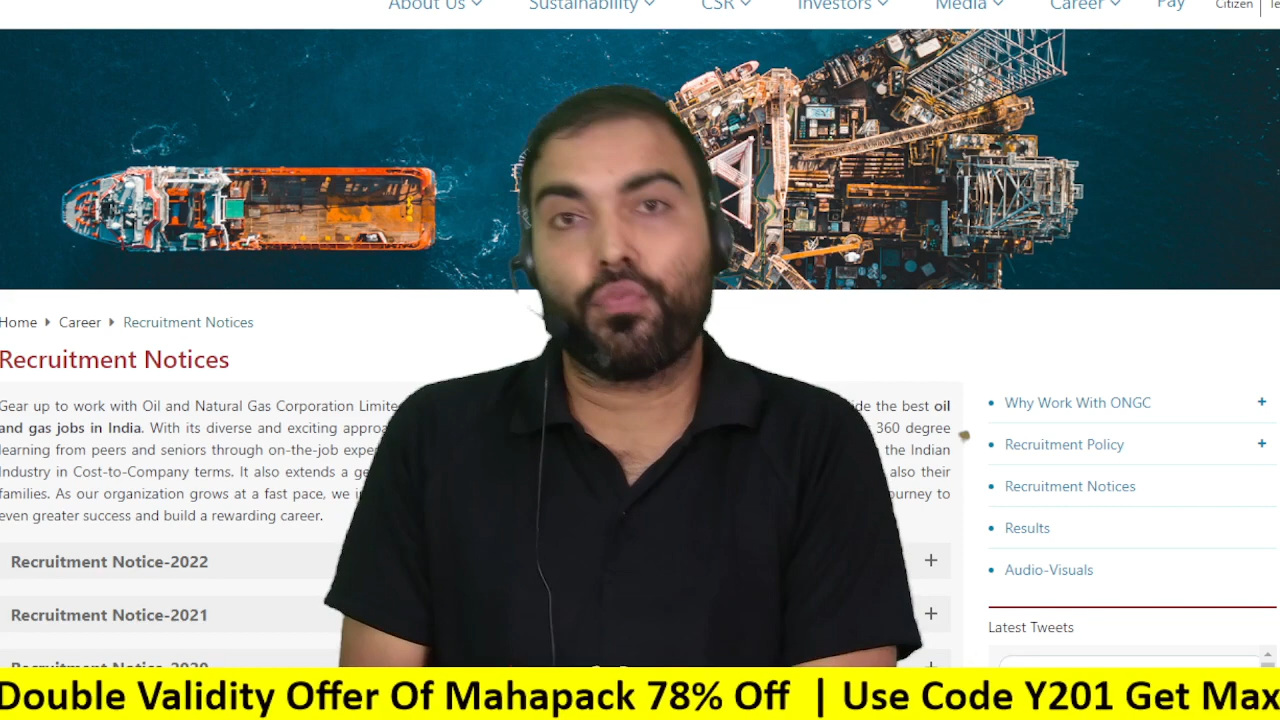 About Us Sustainability CSR Investors Media Career Pay Citizen
Home Career Recruitment Notices
Recruitment Notices
Gear up to work with Oil and Natural Gas Corporation Limite de the best oil
and gas jobs in India. With its diverse and exciting 360 degree
learning from peers and seniors through on-the-job the Indian
Industry in Cost-to-Company terms. It also extends a also their
families. As our organization grows at a fast pace, we to
even greater success and build a rewarding career.
Recruitment Notice-2022 +
Recruitment Notice-2021 +
Recruitment Notice-2020
Why Work With ONGC +
Recruitment Policy +
Recruitment Notices
Results
Audio-Visuals
Latest Tweets
Double Validity Offer Of Mahapack 78% Off | Use Code Y201 Get Max